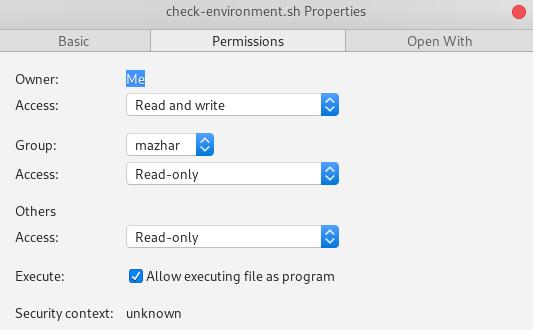 check-environment.sh Properties
Basic Permissions Open With
Owner: Me
Access: Read and write
Group: mazhar
Access: Read-only
Others
Access: Read-only
Execute: Allow executing file as program
Security context: unknown